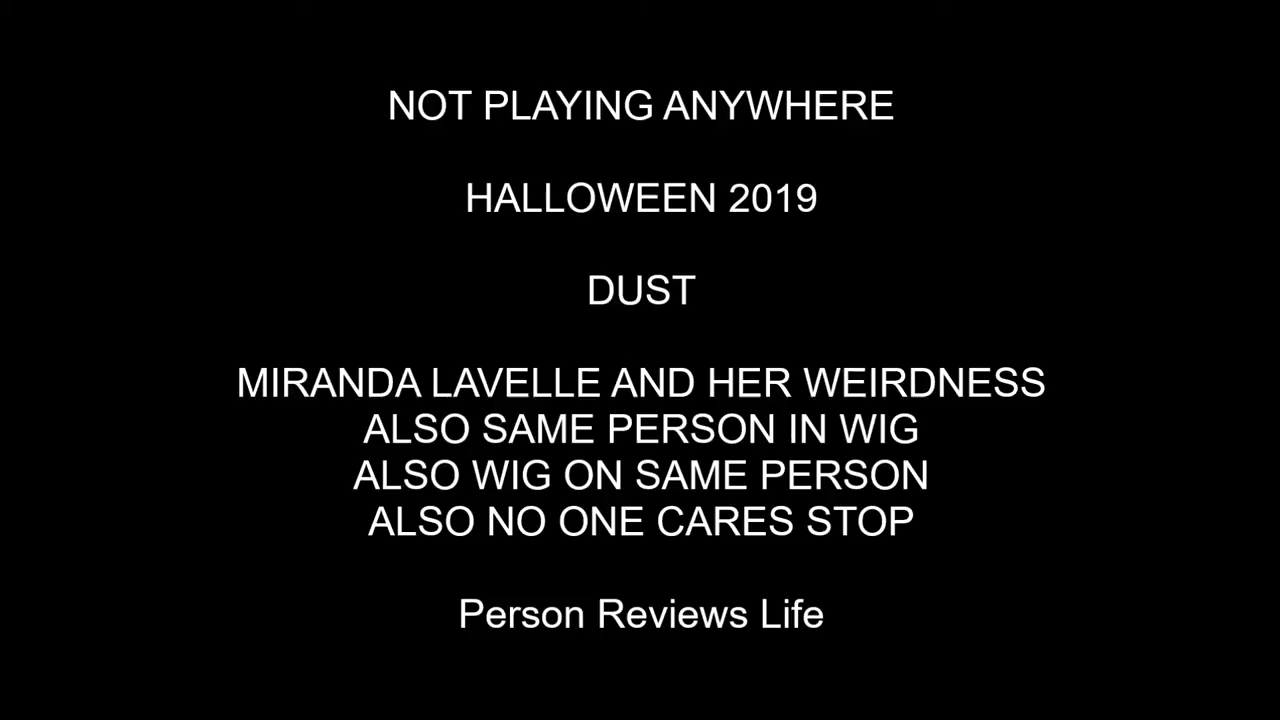 NOT PLAYING ANYWHERE
HALLOWEEN 2019
DUST
MIRANDA LAVELLE AND HER WEIRDNESS
ALSO SAME PERSON IN WIG
ALSO WIG ON SAME PERSON
ALSO NO ONE CARES STOP
Person Reviews Life